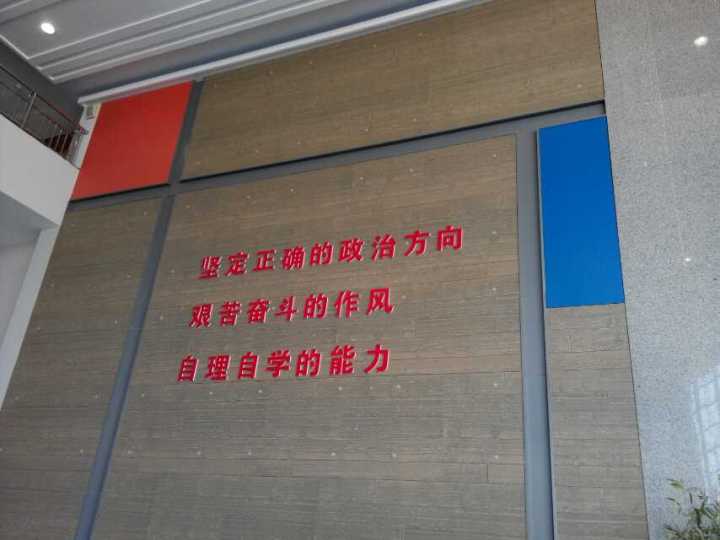 坚定正确的政治方向
艰苦奋斗的作风
自理自学的能力